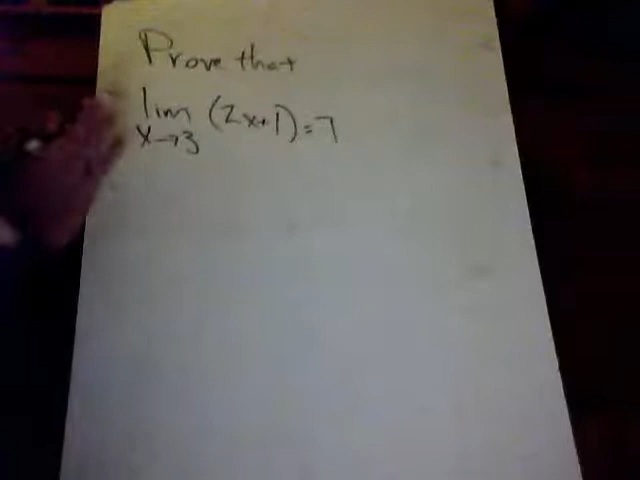 Prove that
lim (2x+1)=7
x→3